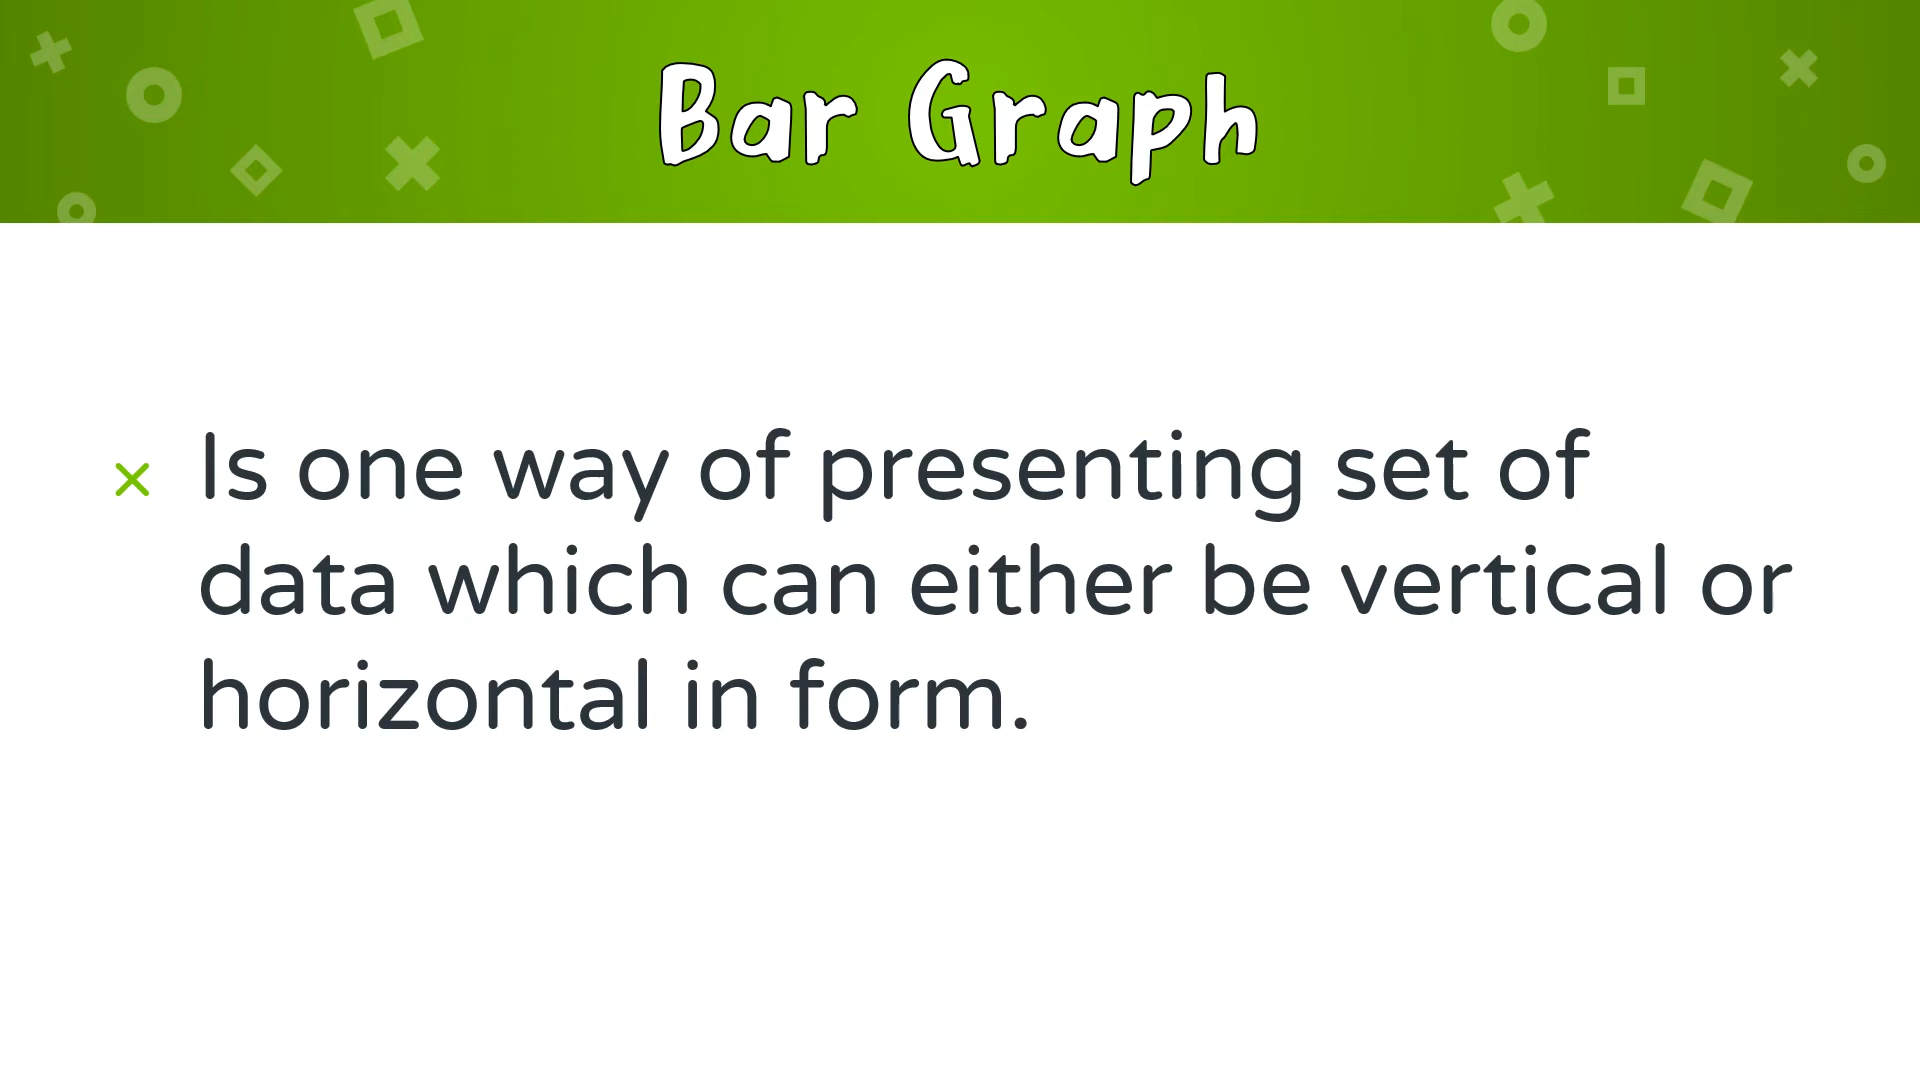 Bar Graph
Is one way of presenting set of
data which can either be vertical or
horizontal in form.